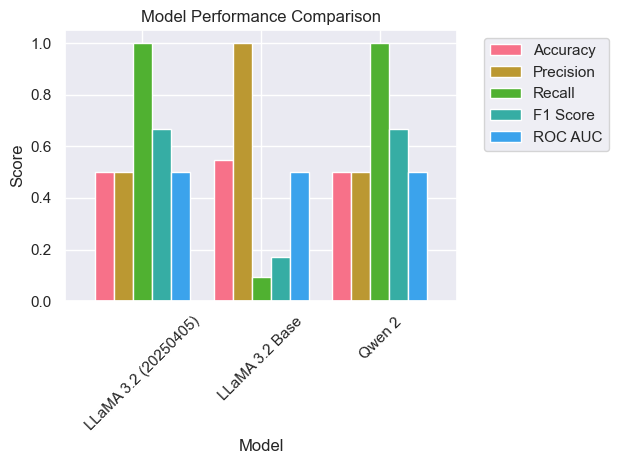 Model Performance Comparison
1.0
0.8
0.6
0.4
0.2
0.0
Score
LLaMA 3.2 (20250405)
LLaMA 3.2 Base
Qwen 2
Model
Accuracy
Precision
Recall
F1 Score
ROC AUC